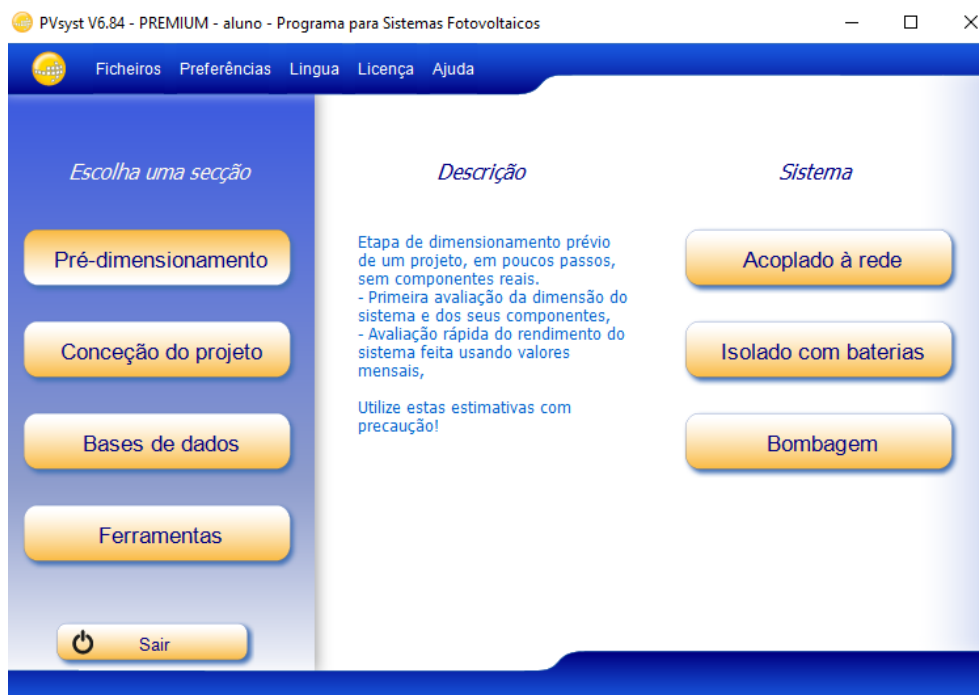 PVsyst V6.84 - PREMIUM - aluno - Programa para Sistemas Fotovoltaicos
Ficheiros Preferências Lingua Licença Ajuda
Escolha uma secção
Pré-dimensionamento
Conceção do projeto
Bases de dados
Ferramentas
Sair
Descrição
Etapa de dimensionamento prévio
de um projeto, em poucos passos,
sem componentes reais.
- Primeira avaliação da dimensão do
sistema e dos seus componentes,
- Avaliação rápida do rendimento do
sistema feita usando valores
mensais,
Utilize estas estimativas com
precaução!
Sistema
Acoplado à rede
Isolado com baterias
Bombagem